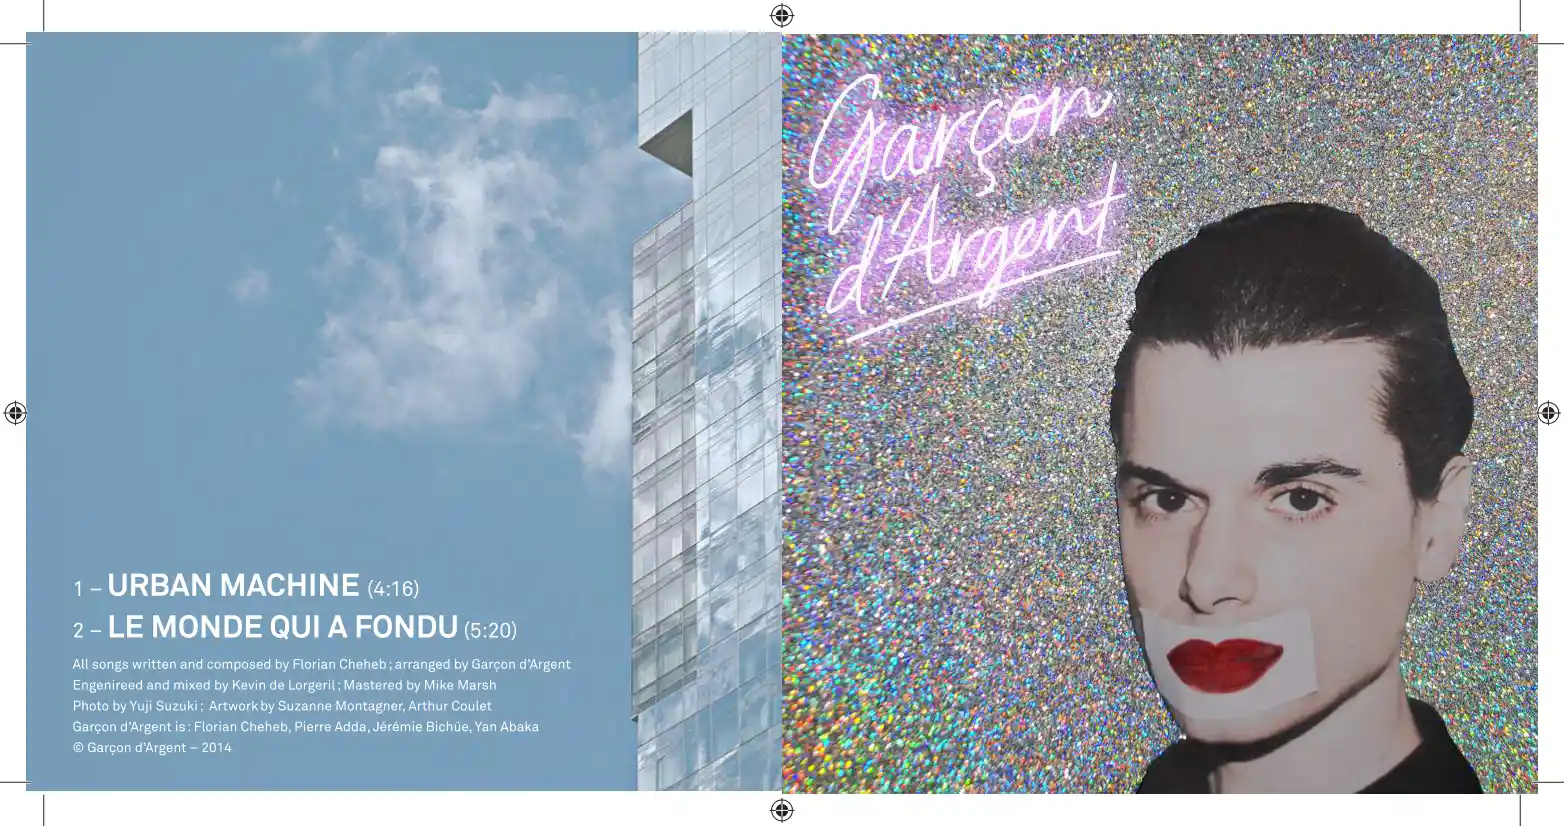 1 – URBAN MACHINE (4:16)
2 – LE MONDE QUI A FONDU (5:20)
All songs written and composed by Florian Cheheb ; arranged by Garçon d'Argent
Engenireed and mixed by Kevin de Lorgeril ; Mastered by Mike Marsh
Photo by Yuji Suzuki ; Artwork by Suzanne Montagner, Arthur Coulet
Garçon d'Argent is : Florian Cheheb, Pierre Adda, Jérémie Bichüe, Yan Abaka
© Garçon d'Argent – 2014
Garçon
d'Argent